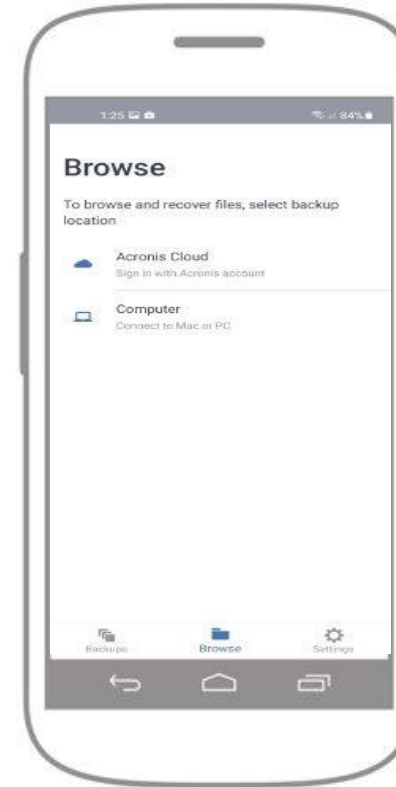 1:25
84%
Browse
To browse and recover files, select backup
location
Acronis Cloud
Sign in with Acronis account
Computer
Connect to Mac or PC
Backups
Browse
Settings